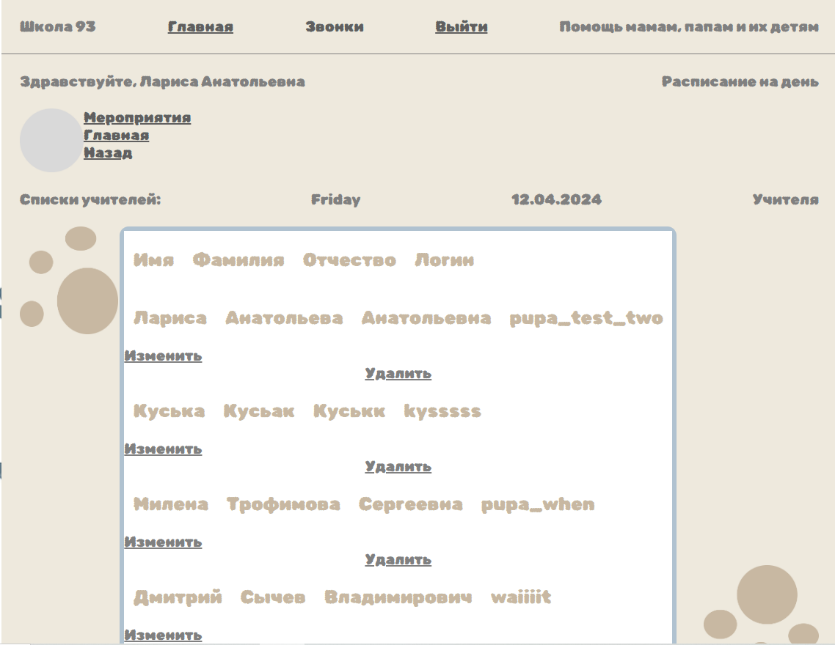 Школа 93 Главная Звонки Выйти Помощь мамам, папам и их детям
Здравствуйте, Лариса Анатольевна Расписание на день
Мероприятия
Главная
Назад
Списки учителей: Friday 12.04.2024 Учителя
Имя Фамилия Отчество Логин
Лариса Анатольева Анатольевна pupa_test_two
Изменить
Удалить
Куська Кусьак Куськк kysssss
Изменить
Удалить
Милена Трофимова Сергеевна pupa_when
Изменить
Удалить
Дмитрий Сычев Владимирович waiiiit
Изменить